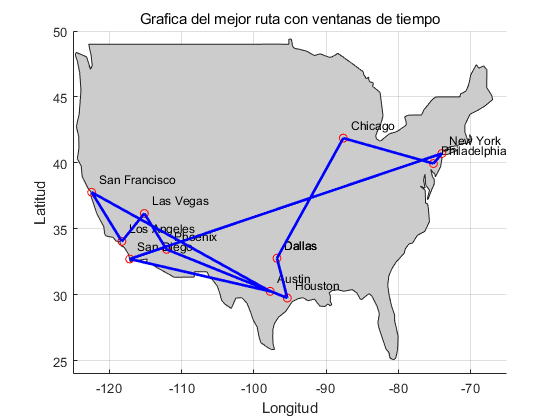 Grafica del mejor ruta con ventanas de tiempo
50
45
40
35
30
25
Latitud
Chicago
New York
Philadelphia
San Francisco
Las Vegas
Los Angeles
Phoenix
San Diego
Dallas
Austin
Houston
-120
-110
-100
-90
-80
-70
Longitud